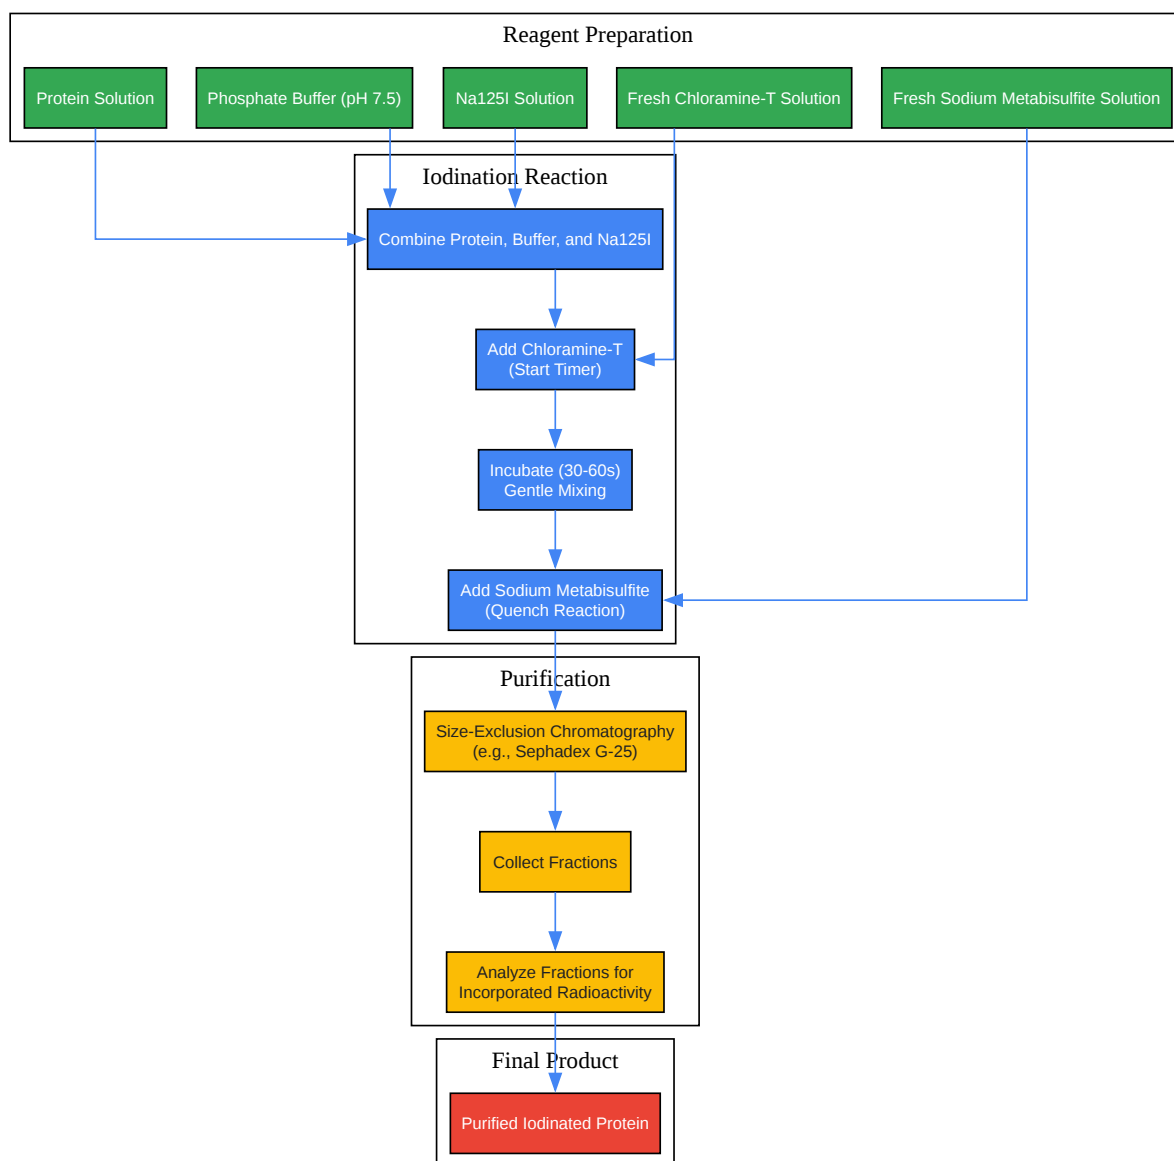 Reagent Preparation
Protein Solution
Phosphate Buffer (pH 7.5)
Na125I Solution
Fresh Chloramine-T Solution
Fresh Sodium Metabisulfite Solution
Iodination Reaction
Combine Protein, Buffer, and Na125I
Add Chloramine-T
(Start Timer)
Incubate (30-60s)
Gentle Mixing
Add Sodium Metabisulfite
(Quench Reaction)
Purification
Size-Exclusion Chromatography
(e.g., Sephadex G-25)
Collect Fractions
Analyze Fractions for
Incorporated Radioactivity
Final Product
Purified Iodinated Protein